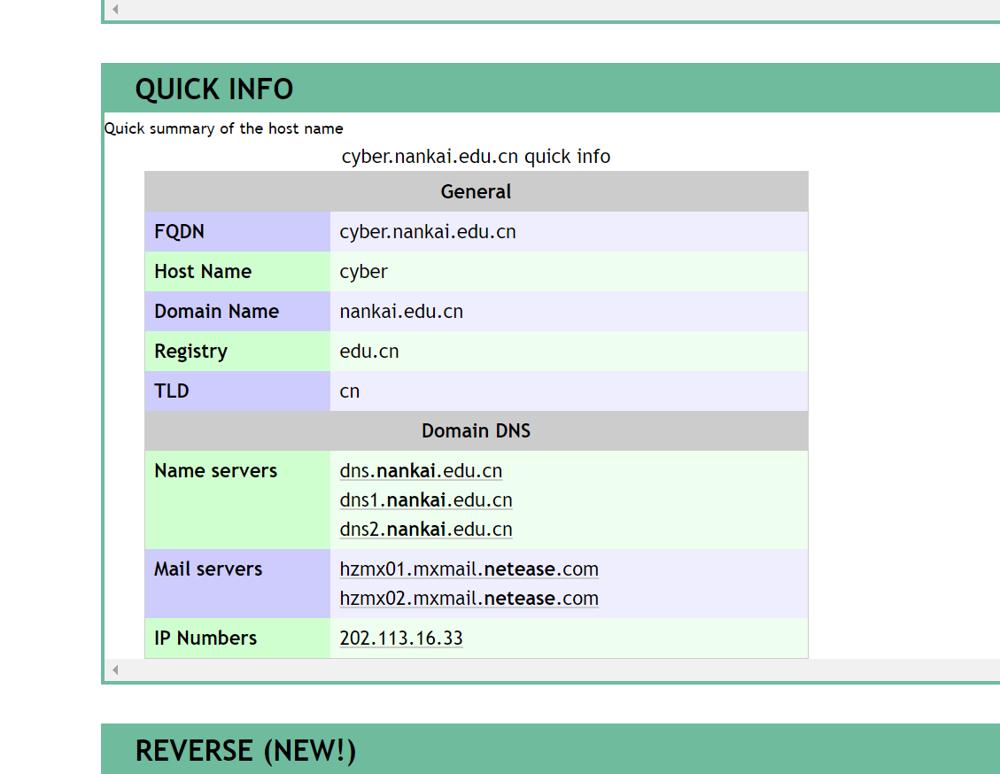 QUICK INFO
Quick summary of the host name
cyber.nankai.edu.cn quick info
General
FQDN cyber.nankai.edu.cn
Host Name cyber
Domain Name nankai.edu.cn
Registry edu.cn
TLD cn
Domain DNS
Name servers dns.nankai.edu.cn
dns1.nankai.edu.cn
dns2.nankai.edu.cn
Mail servers hzmx01.mxmail.netease.com
hzmx02.mxmail.netease.com
IP Numbers 202.113.16.33
REVERSE (NEW!)